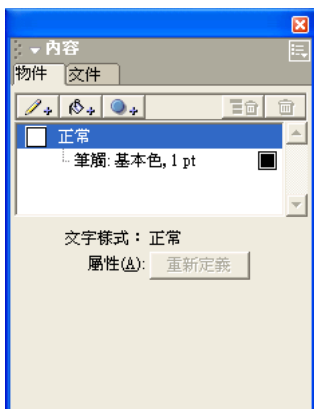 內容
物件 文件
正常
筆觸: 基本色, 1 pt
文字樣式： 正常
屬性(A): 重新定義